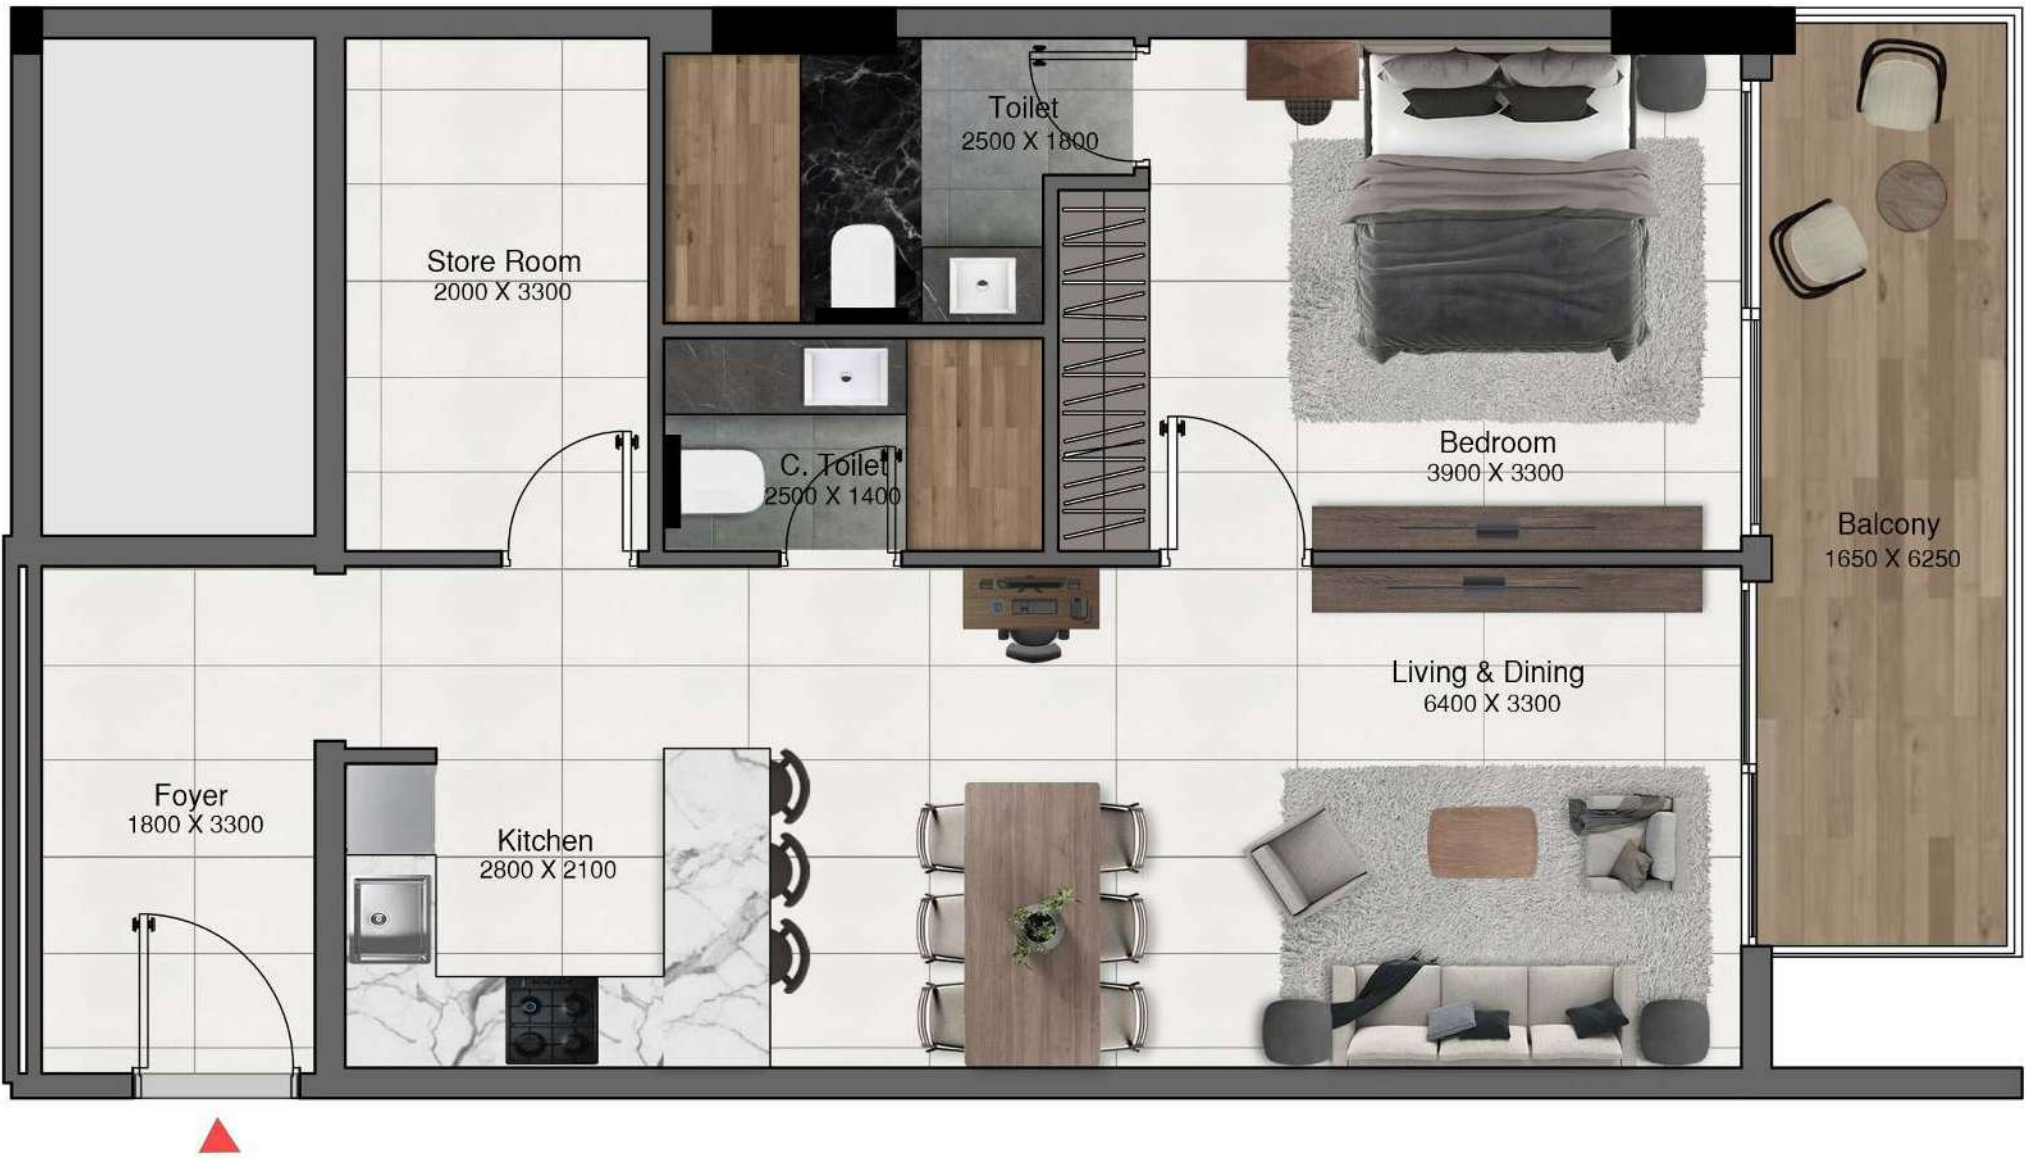 Toilet
2500 X 1800
Store Room
2000 X 3300
Bedroom
3900 X 3300
C. Toilet
2500 X 1400
Balcony
1650 X 6250
Living & Dining
6400 X 3300
Foyer
1800 X 3300
Kitchen
2800 X 2100